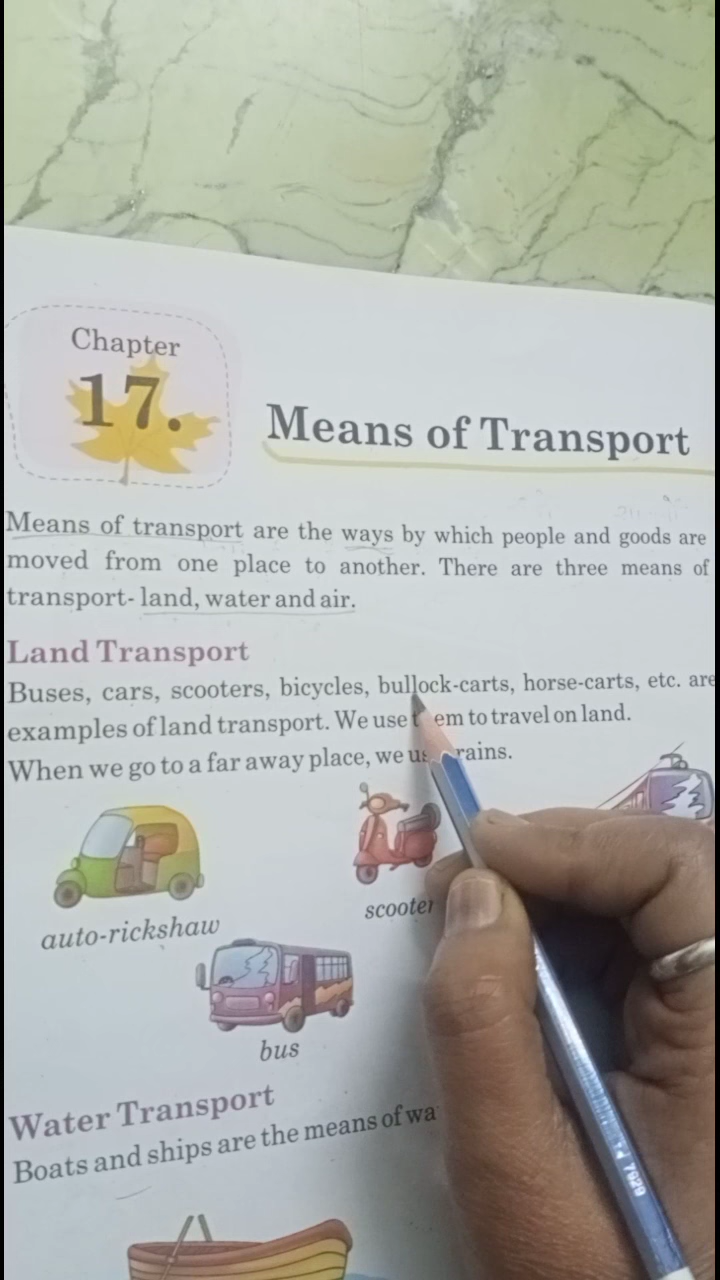 Chapter
17.
Means of Transport
Means of transport are the ways by which people and goods are
moved from one place to another. There are three means of
transport- land, water and air.
Land Transport
Buses, cars, scooters, bicycles, bullock-carts, horse-carts, etc. are
examples of land transport. We use to travel on land.
When we go to a far away place, we
auto-rickshaw
scooter
bus
Water Transport
Boats and ships are the means of
7929